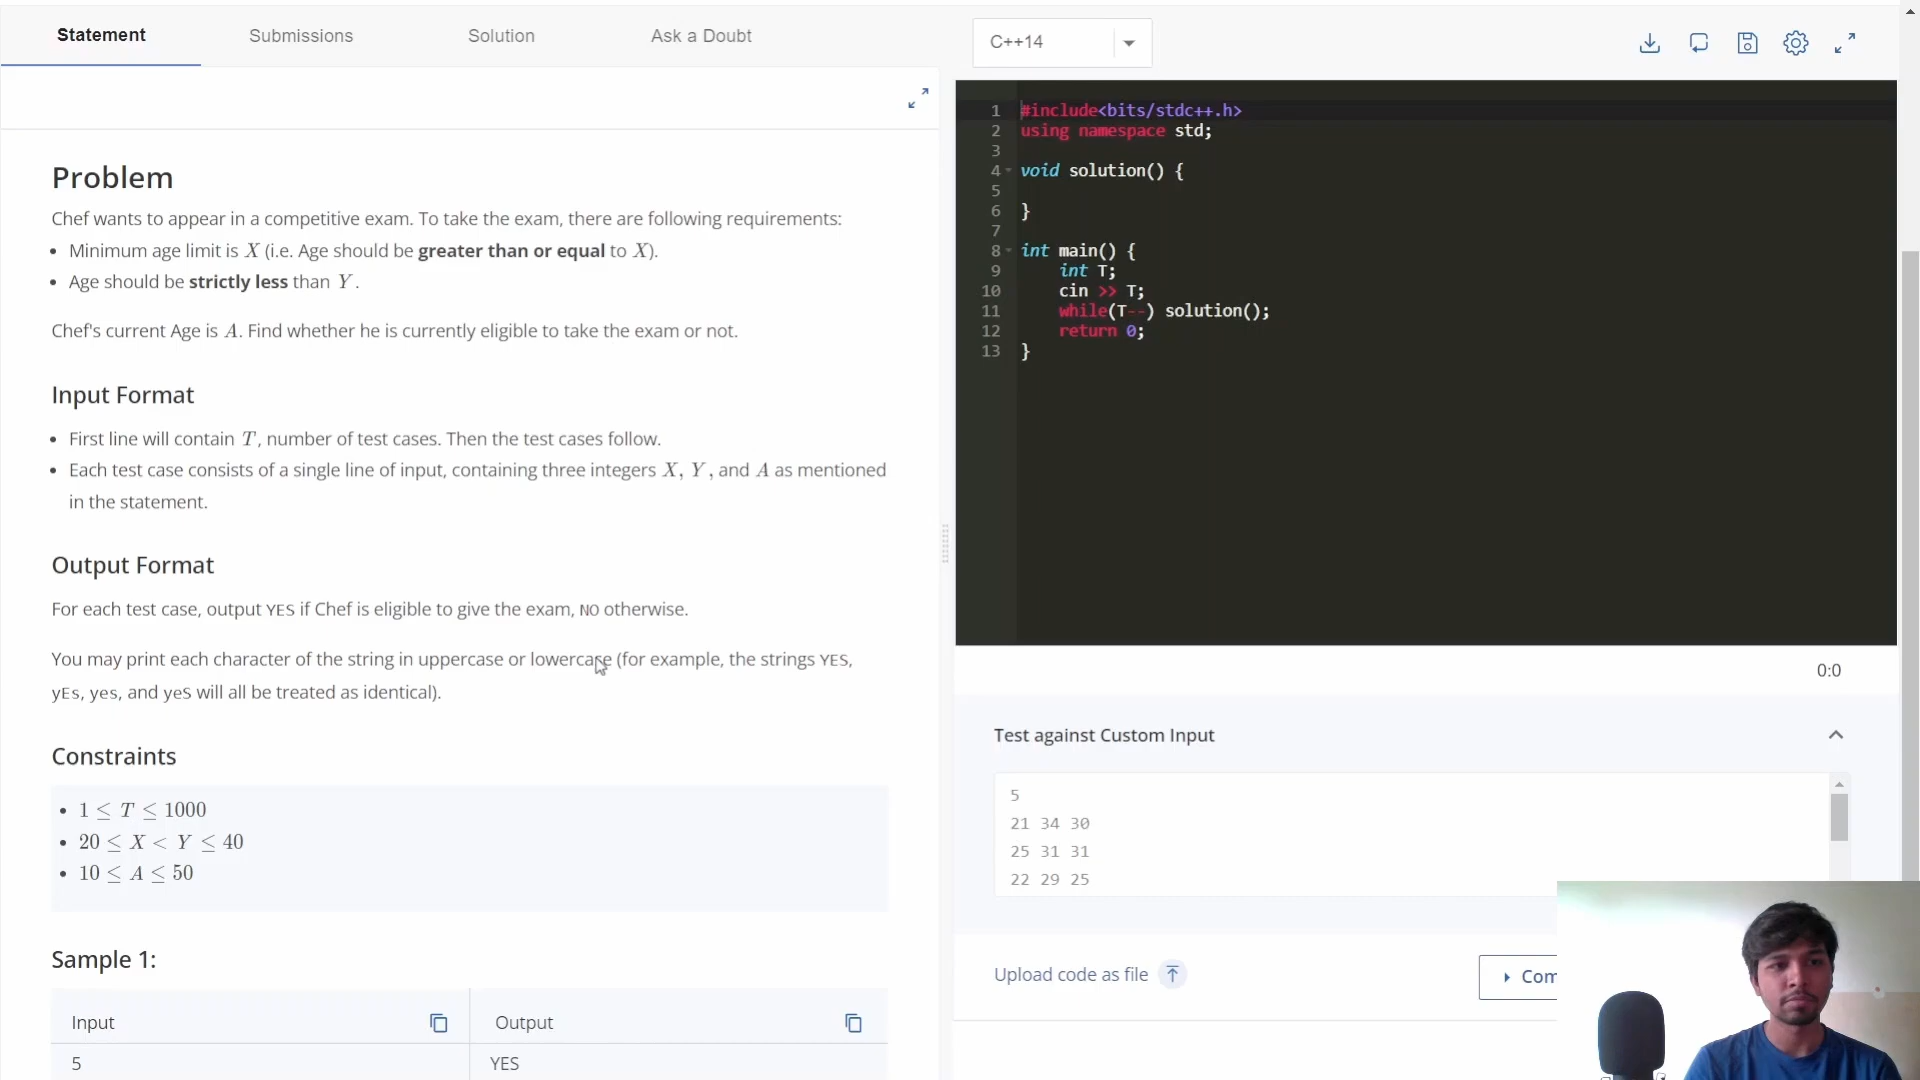 Statement
Submissions
Solution
Ask a Doubt
C++14
Problem
Chef wants to appear in a competitive exam. To take the exam, there are following requirements:
• Minimum age limit is X (i.e. Age should be greater than or equal to X).
• Age should be strictly less than Y.
Chef's current Age is A. Find whether he is currently eligible to take the exam or not.
Input Format
• First line will contain T, number of test cases. Then the test cases follow.
• Each test case consists of a single line of input, containing three integers X, Y, and A as mentioned
in the statement.
Output Format
For each test case, output YES if Chef is eligible to give the exam, NO otherwise.
You may print each character of the string in uppercase or lowercase (for example, the strings YES,
yEs, yes, and yeS will all be treated as identical).
Constraints
• 1 ≤ T ≤ 1000
• 20 ≤ X < Y ≤ 40
• 10 ≤ A ≤ 50
Sample 1:
Input
Output
5
YES
1 #include<bits/stdc++.h>
2 using namespace std;
3
4 void solution() {
5
6 }
7
8 int main() {
9 int T;
10 cin >> T;
11 while(T--) solution();
12 return 0;
13 }
0:0
Test against Custom Input
5
21 34 30
25 31 31
22 29 25
Upload code as file
Com